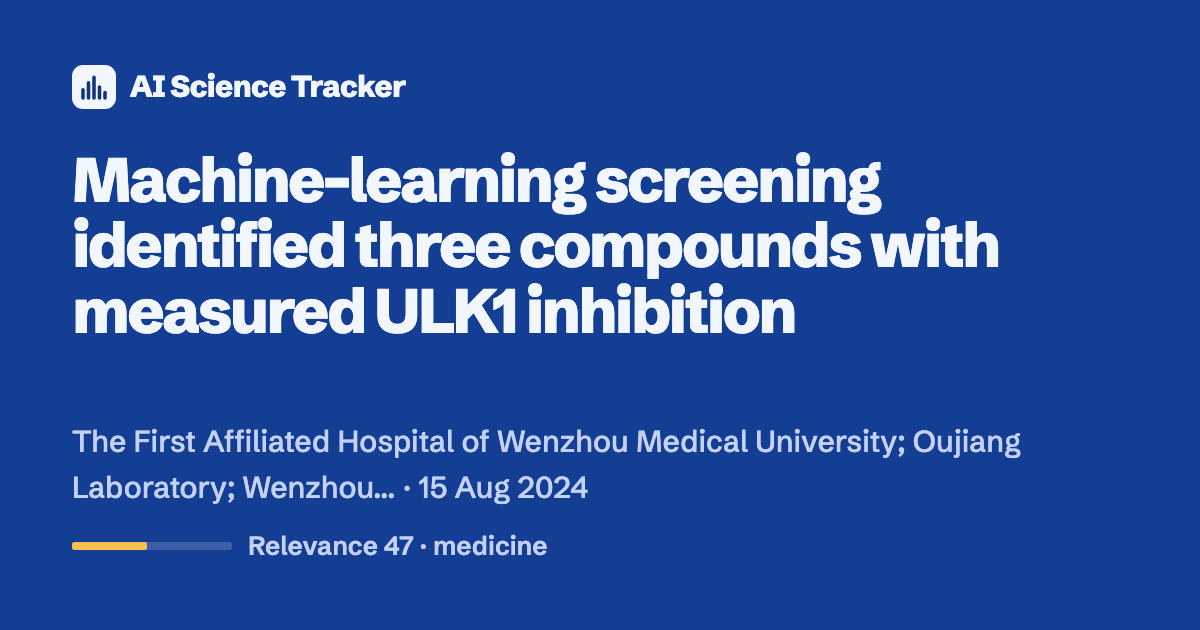 AI Science Tracker
Machine-learning screening
identified three compounds with
measured ULK1 inhibition
The First Affiliated Hospital of Wenzhou Medical University; Oujiang
Laboratory; Wenzhou... · 15 Aug 2024
Relevance 47 · medicine